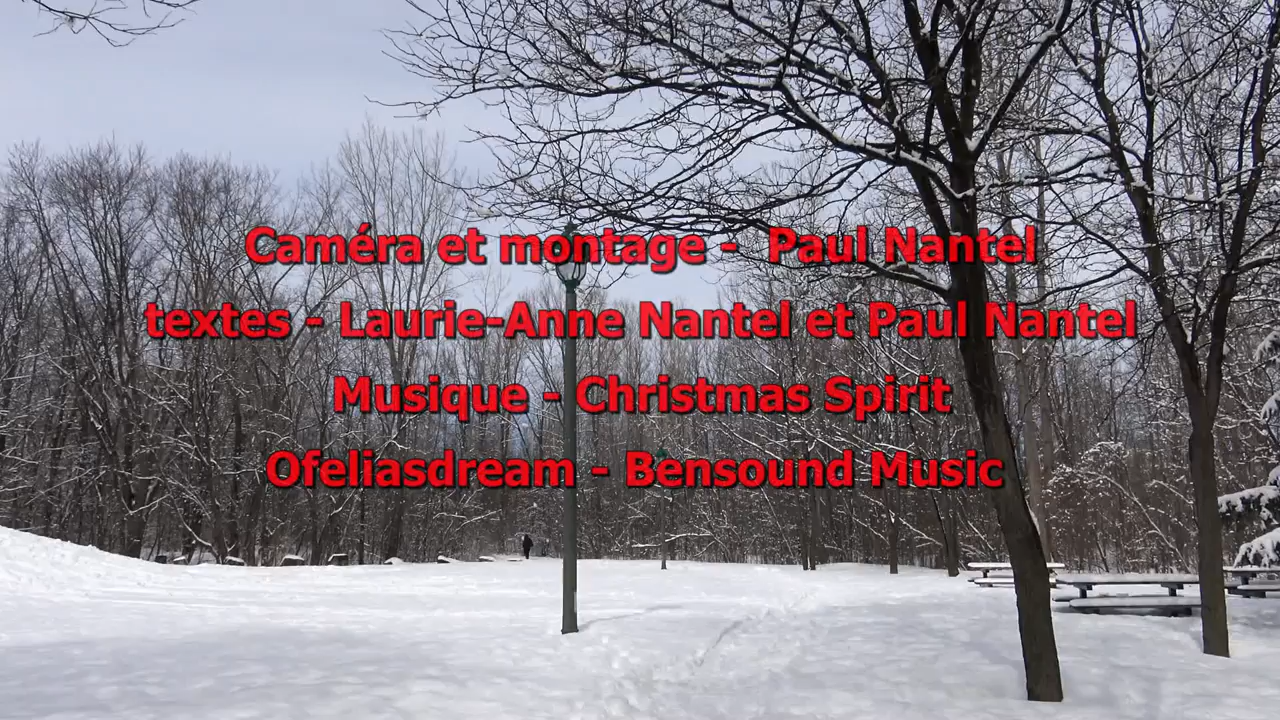 Caméra et montage - Paul Nantel
textes - Laurie-Anne Nantel et Paul Nantel
Musique - Christmas Spirit
Ofeliasdream - Bensound Music